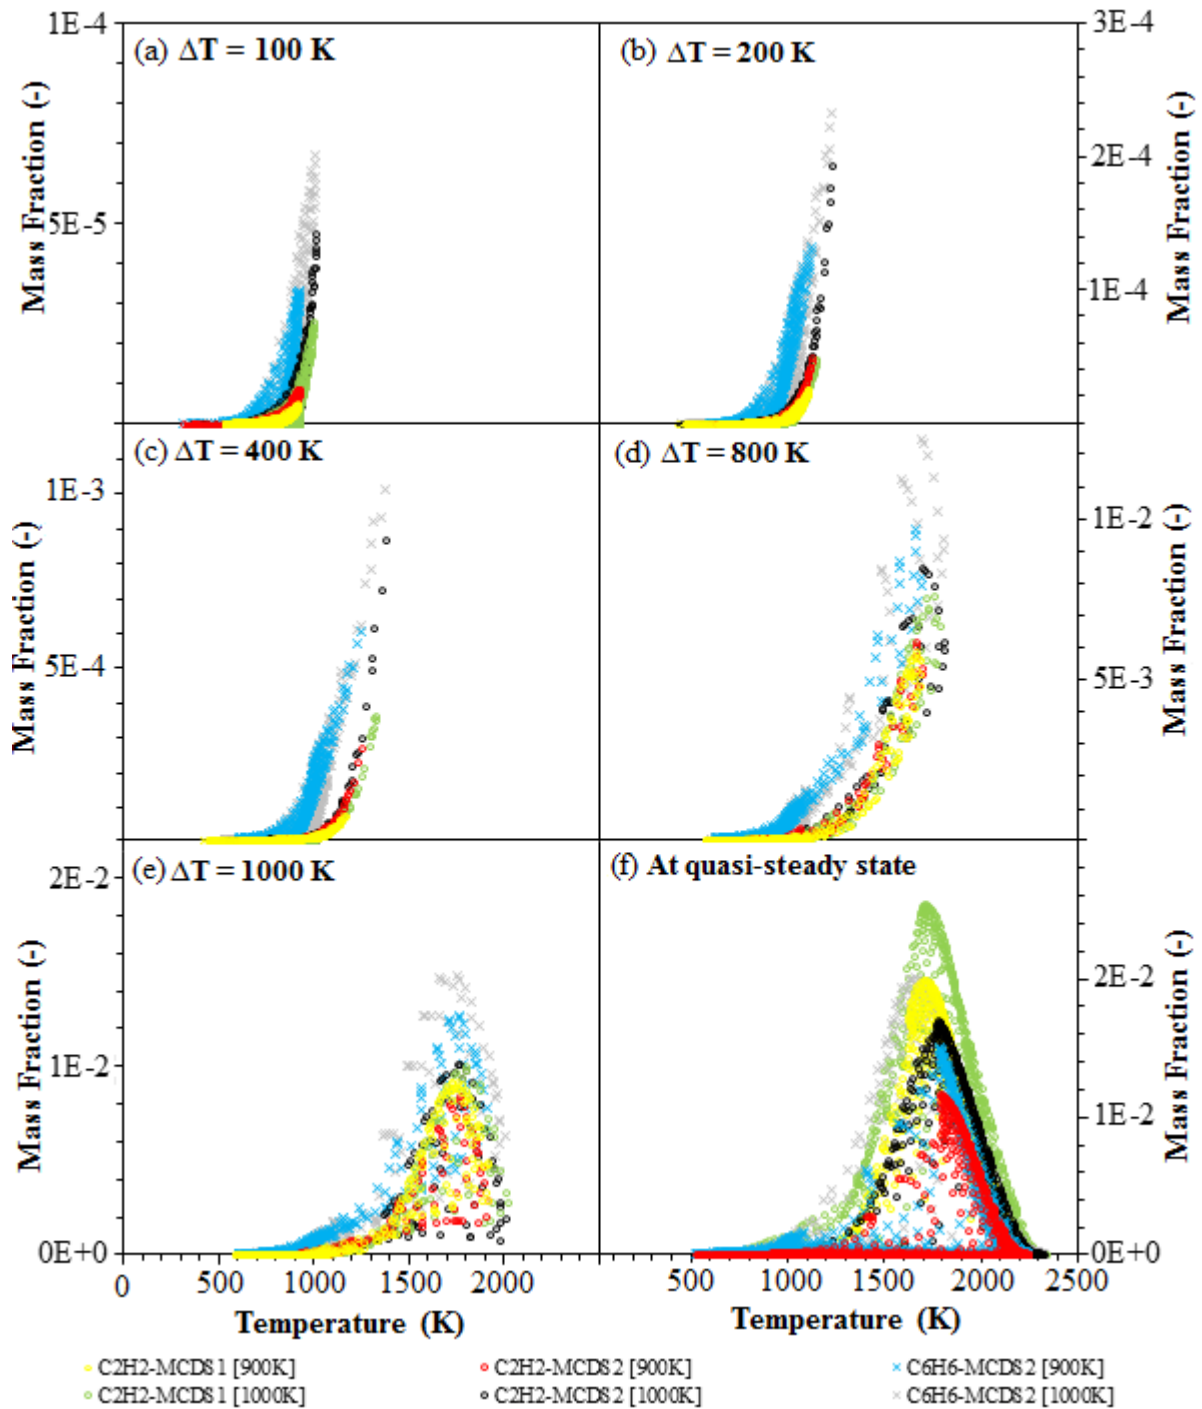 1E-4
3E-4
(a) ΔT = 100 K
(b) ΔT = 200 K
Mass Fraction (-)
Mass Fraction (-)
2E-4
5E-5
1E-4
(c) ΔT = 400 K
(d) ΔT = 800 K
1E-3
1E-2
Mass Fraction (-)
Mass Fraction (-)
5E-4
5E-3
(e) ΔT = 1000 K
(f) At quasi-steady state
2E-2
2E-2
Mass Fraction (-)
Mass Fraction (-)
1E-2
1E-2
0E+0
0E+0
0 500 1000 1500 2000 500 1000 1500 2000 2500
Temperature (K)
Temperature (K)
C2H2-MCDS1 [900K]
C2H2-MCDS2 [900K]
C6H6-MCDS2 [900K]
C2H2-MCDS1 [1000K]
C2H2-MCDS2 [1000K]
C6H6-MCDS2 [1000K]